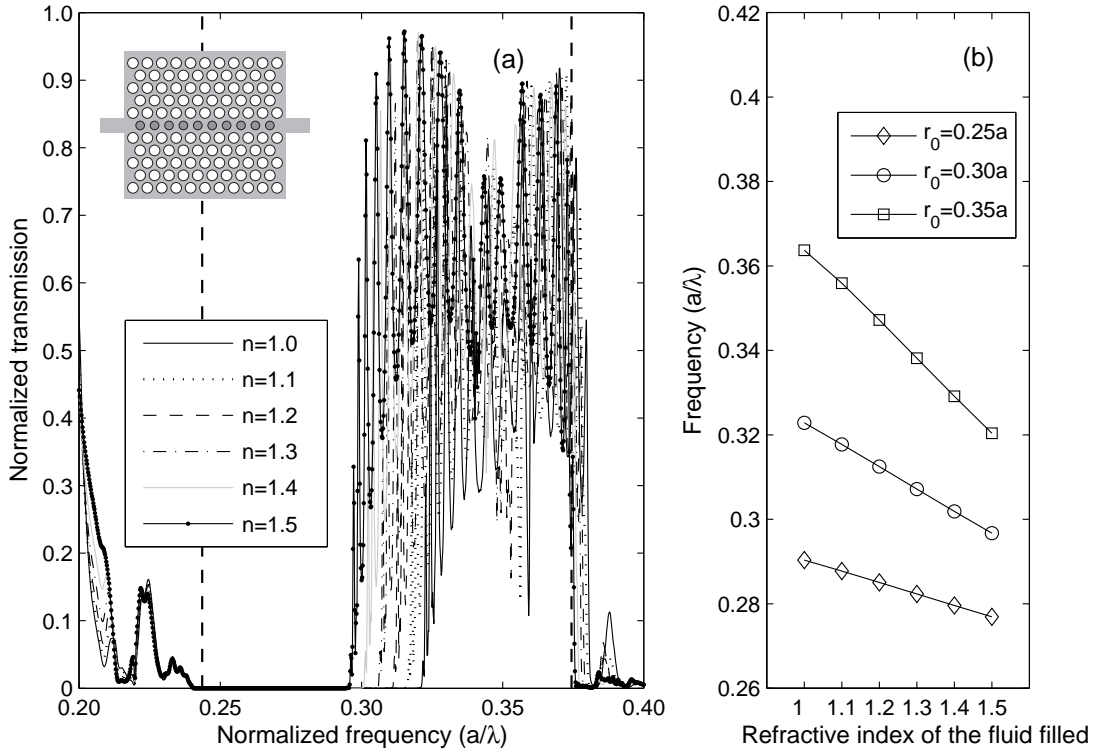 1.0
0.9
0.8
0.7
0.6
0.5
0.4
0.3
0.2
0.1
0
Normalized transmission
(a)
n=1.0
n=1.1
n=1.2
n=1.3
n=1.4
n=1.5
0.20
0.25
0.30
0.35
0.40
Normalized frequency (a/λ)
0.42
0.4
0.38
0.36
0.34
0.32
0.3
0.28
0.26
Frequency (a/λ)
(b)
r0=0.25a
r0=0.30a
r0=0.35a
1
1.1
1.2
1.3
1.4
1.5
Refractive index of the fluid filled